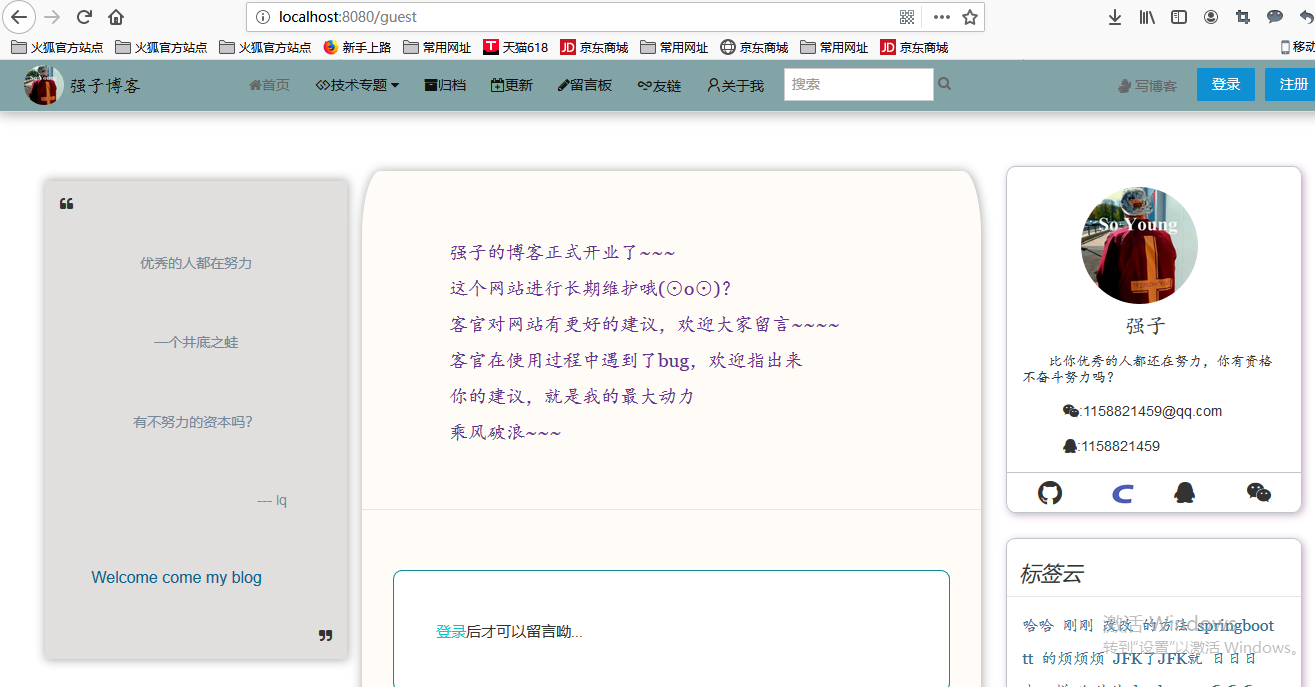 localhost:8080/guest
火狐官方站点 火狐官方站点 火狐官方站点 新手上路 常用网址 天猫618 京东商城 常用网址 京东商城 常用网址 京东商城 移动
强子博客 首页 技术专题 归档 更新 留言板 友链 关于我 搜索 写博客 登录 注册
优秀的人都在努力
一个井底之蛙
有不努力的资本吗?
--- lq
Welcome come my blog
强子的博客正式开业了~~~
这个网站进行长期维护哦(⊙o⊙)?
客官对网站有更好的建议，欢迎大家留言~~~~
客官在使用过程中遇到了bug，欢迎指出来
你的建议，就是我的最大动力
乘风破浪~~~
登录后才可以留言呦...
So Young
强子
比你优秀的人都还在努力，你有资格
不奋斗努力吗？
:1158821459@qq.com
:1158821459
标签云
哈哈 刚刚 改改 的方法 springboot
tt 的烦烦烦 JFK了JFK就 日日日
激活 Windows
转到"设置"以激活 Windows。